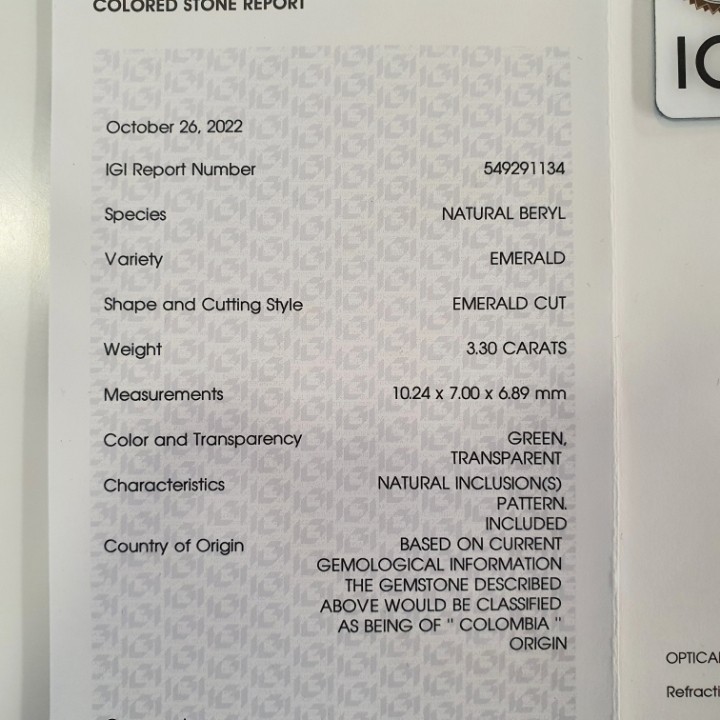 COLORED STONE REPORT
October 26, 2022
IGI Report Number 549291134
Species NATURAL BERYL
Variety EMERALD
Shape and Cutting Style EMERALD CUT
Weight 3.30 CARATS
Measurements 10.24 x 7.00 x 6.89 mm
Color and Transparency GREEN,
TRANSPARENT
Characteristics NATURAL INCLUSION(S)
PATTERN.
INCLUDED
Country of Origin BASED ON CURRENT
GEMOLOGICAL INFORMATION
THE GEMSTONE DESCRIBED
ABOVE WOULD BE CLASSIFIED
AS BEING OF " COLOMBIA "
ORIGIN